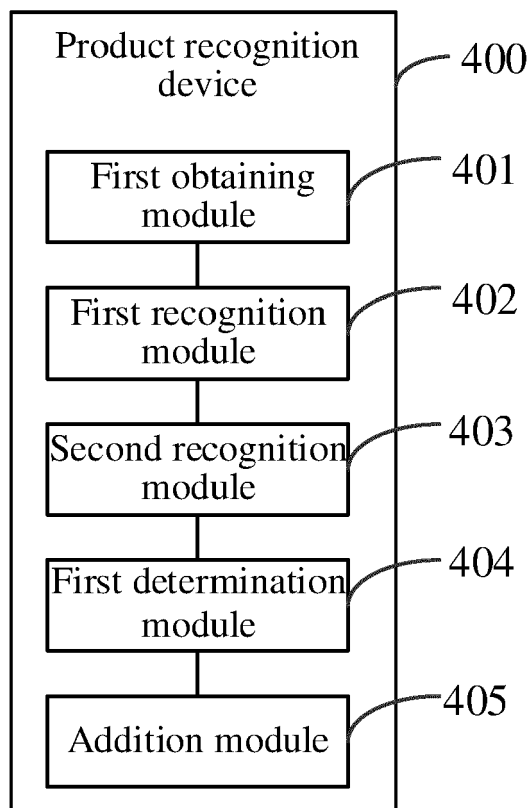 Product recognition
device
400
First obtaining
module
401
First recognition
module
402
Second recognition
module
403
First determination
module
404
Addition module
405